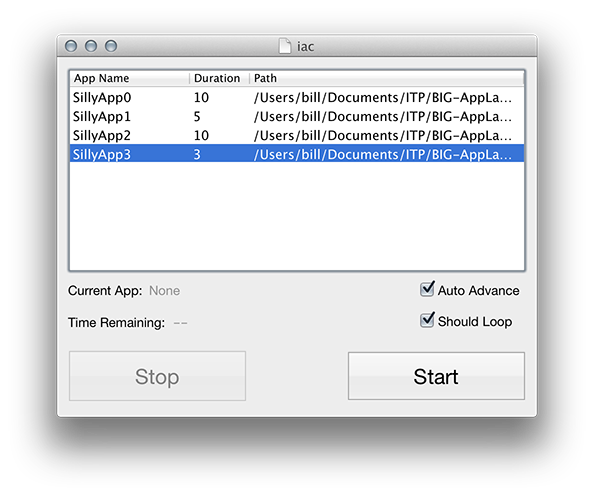 iac
App Name Duration Path
SillyApp0 10 /Users/bill/Documents/ITP/BIG-AppLa...
SillyApp1 5 /Users/bill/Documents/ITP/BIG-AppLa...
SillyApp2 10 /Users/bill/Documents/ITP/BIG-AppLa...
SillyApp3 3 /Users/bill/Documents/ITP/BIG-AppLa...
Current App: None
Auto Advance
Time Remaining: --
Should Loop
Stop
Start